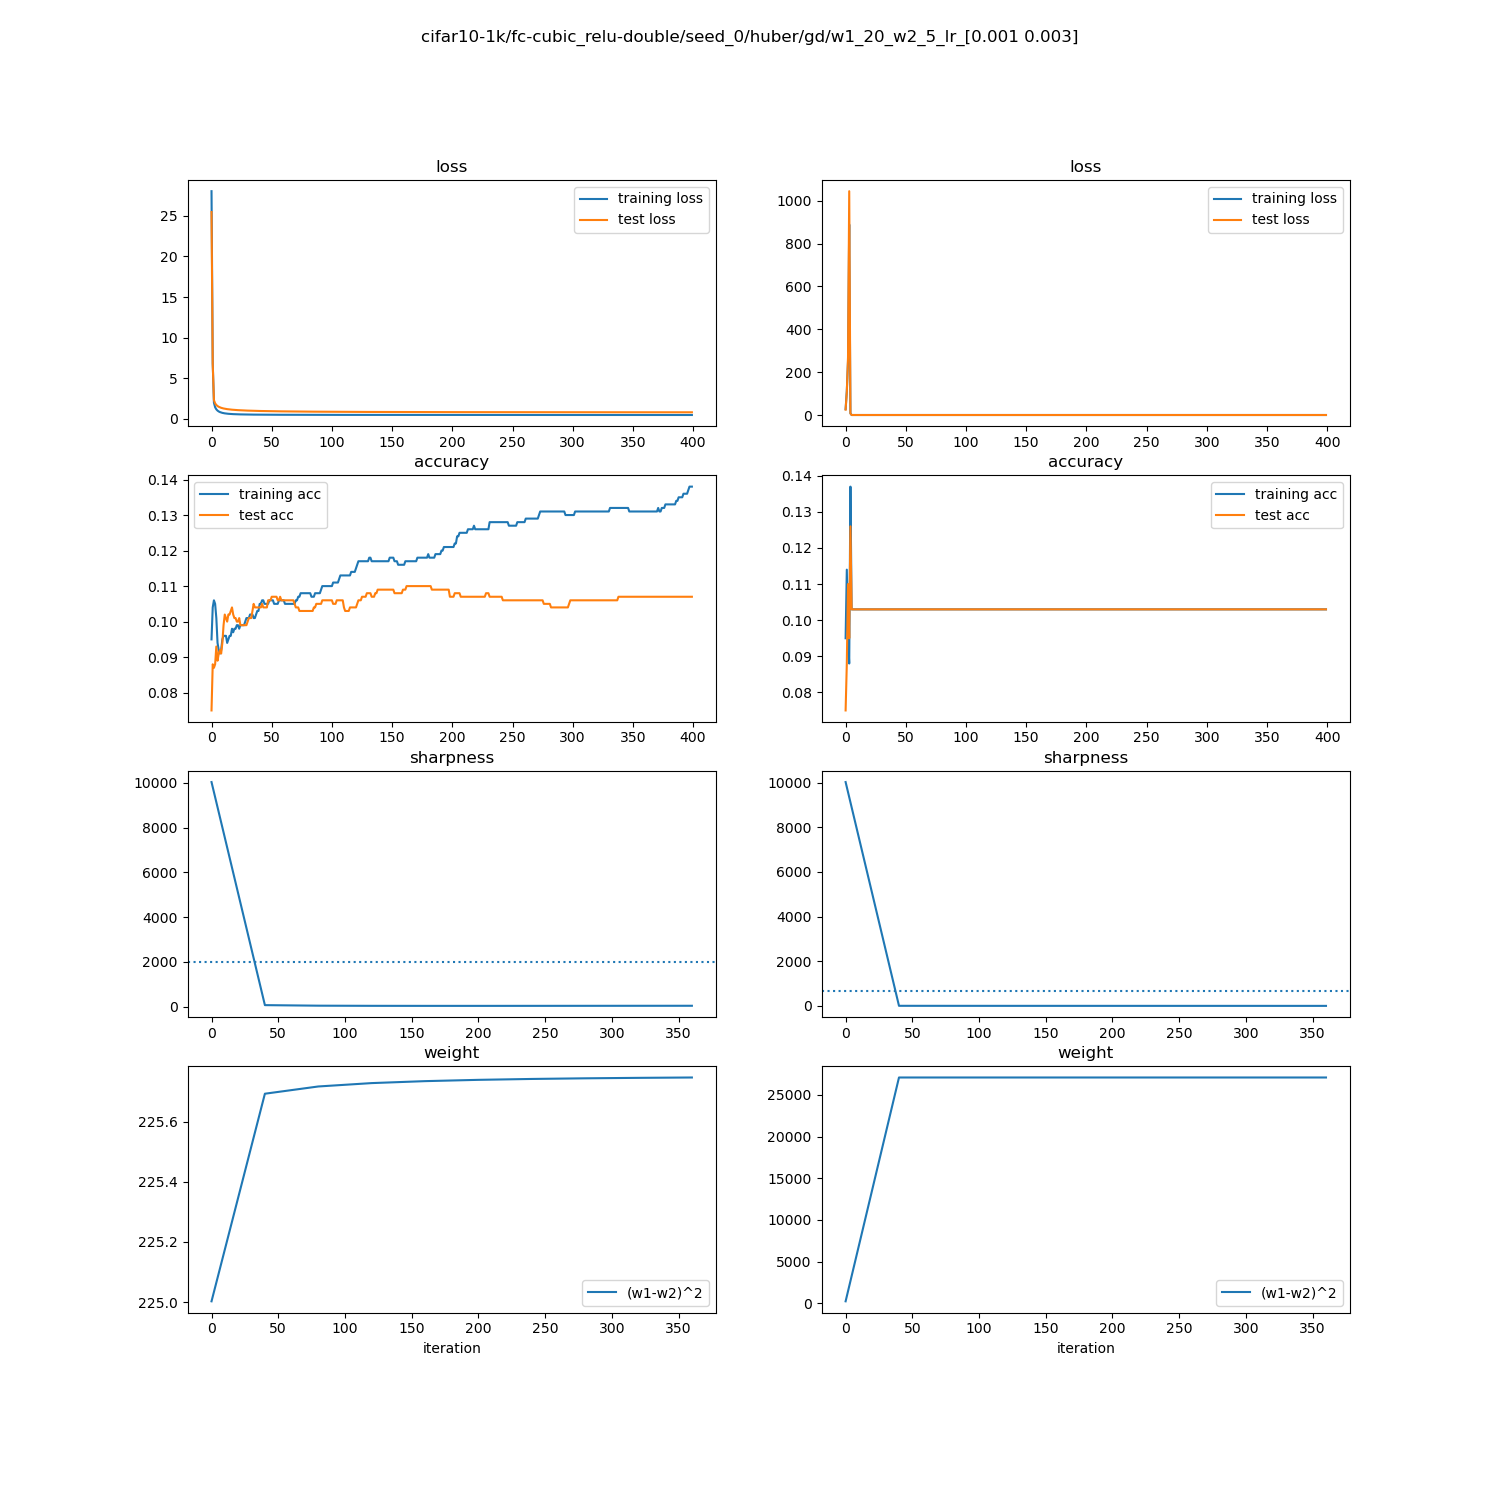 cifar10-1k/fc-cubic_relu-double/seed_0/huber/gd/w1_20_w2_5_lr_[0.001 0.003]
loss
training loss
test loss
25
20
15
10
5
0
0 50 100 150 200 250 300 350 400
loss
training loss
test loss
1000
800
600
400
200
0
0 50 100 150 200 250 300 350 400
accuracy
training acc
test acc
0.14
0.13
0.12
0.11
0.10
0.09
0.08
0 50 100 150 200 250 300 350 400
accuracy
training acc
test acc
0.14
0.13
0.12
0.11
0.10
0.09
0.08
0 50 100 150 200 250 300 350 400
sharpness
10000
8000
6000
4000
2000
0
0 50 100 150 200 250 300 350
sharpness
10000
8000
6000
4000
2000
0
0 50 100 150 200 250 300 350
weight
225.6
225.4
225.2
225.0
(w1-w2)^2
0 50 100 150 200 250 300 350
iteration
weight
25000
20000
15000
10000
5000
0
(w1-w2)^2
0 50 100 150 200 250 300 350
iteration